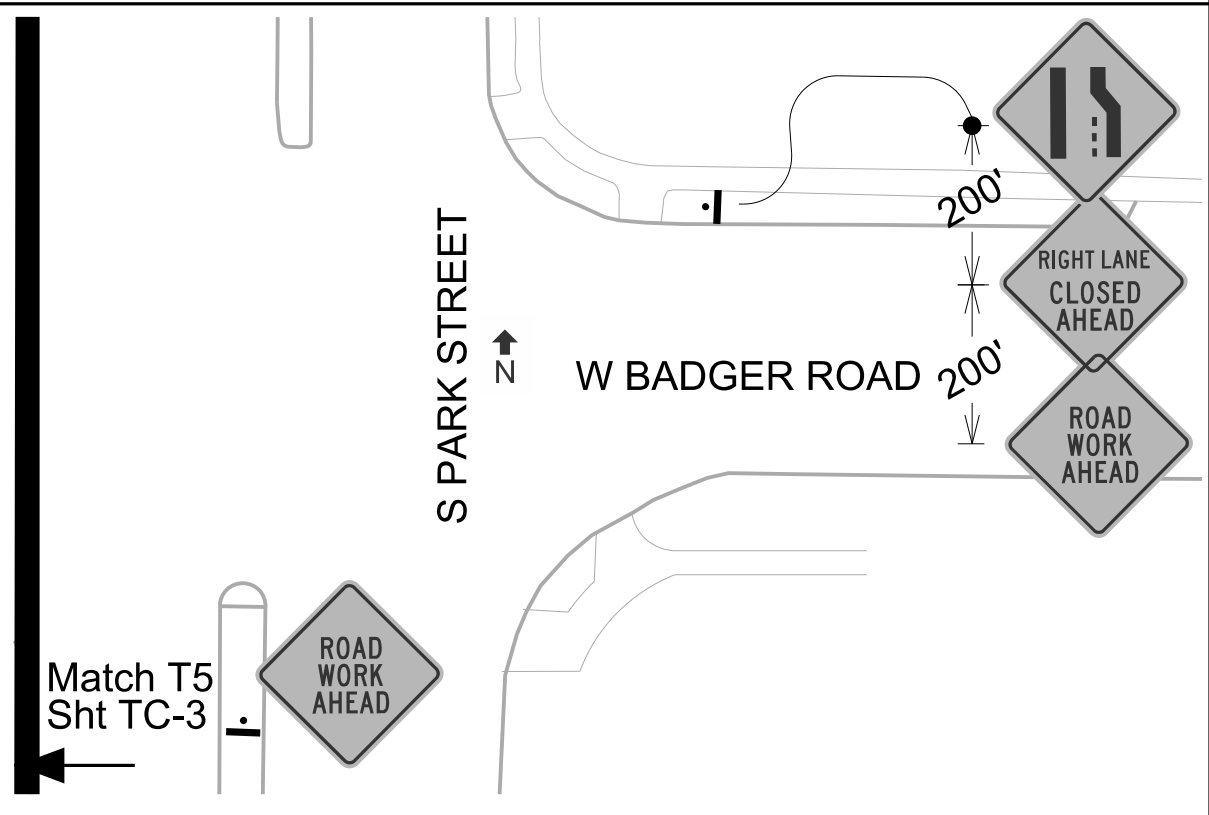 200'
RIGHT LANE
CLOSED
AHEAD
S PARK STREET
N
W BADGER ROAD
200'
ROAD
WORK
AHEAD
ROAD
WORK
AHEAD
Match T5
Sht TC-3